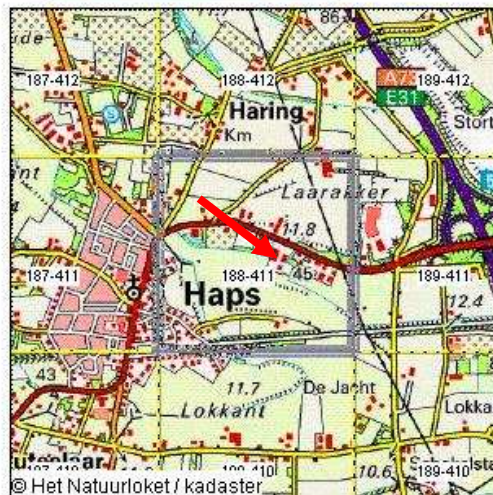 86
187-412
188-412
A73
189-412
E31
Haring
Km
Stort
Laarakker
11.8
187-411
188-411
45
189-411
Haps
12.4
43
11.7
De Jacht
Lokkant
Lokka
188-410
10.6
189-410
© Het Natuurloket / kadaster